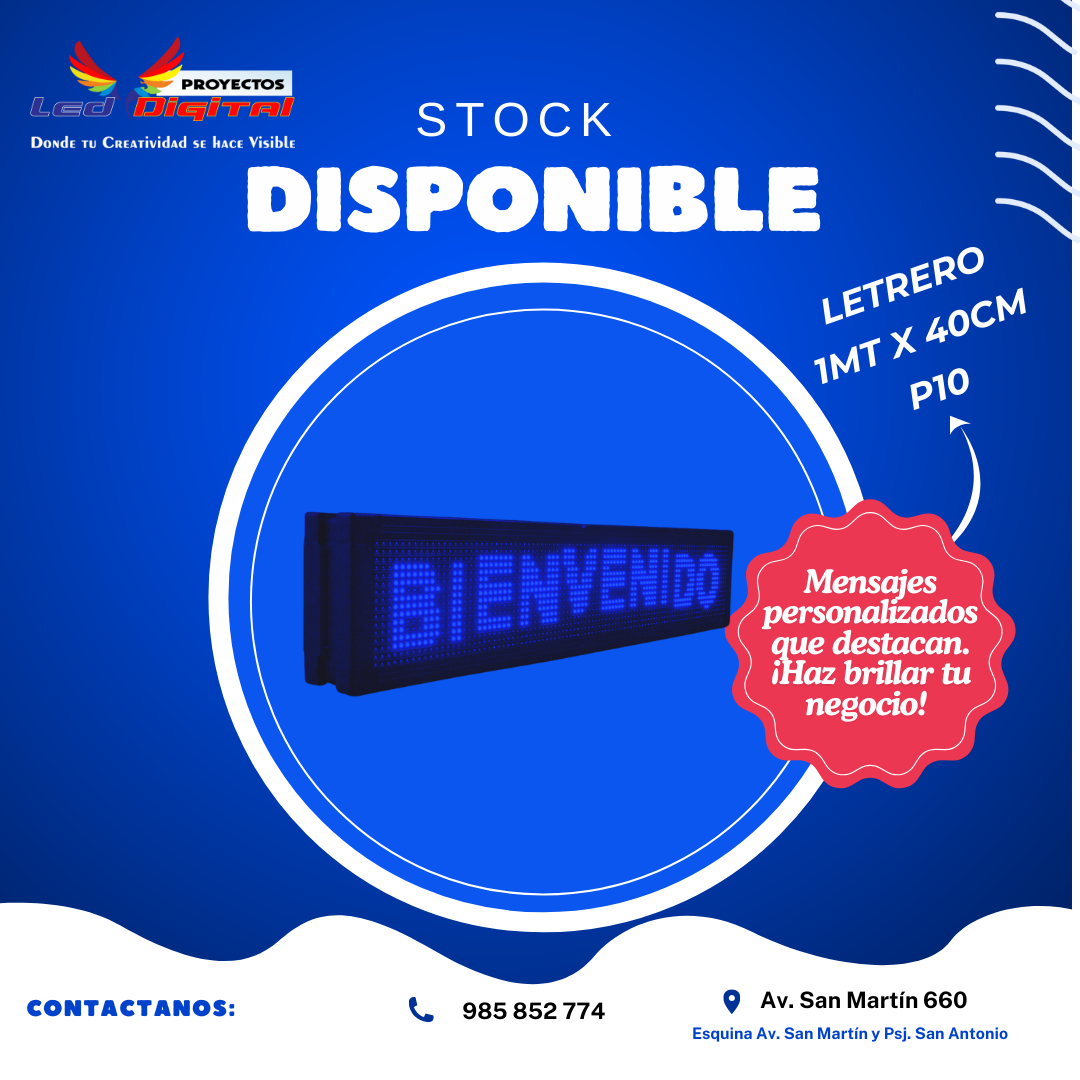 PROYECTOS
Led Digital
Donde tu Creatividad se hace Visible
STOCK
DISPONIBLE
LETRERO
1MT X 40CM
P10
BIENVENIDO
Mensajes
personalizados
que destacan.
¡Haz brillar tu
negocio!
CONTACTANOS:
985 852 774
Av. San Martín 660
Esquina Av. San Martín y Psj. San Antonio